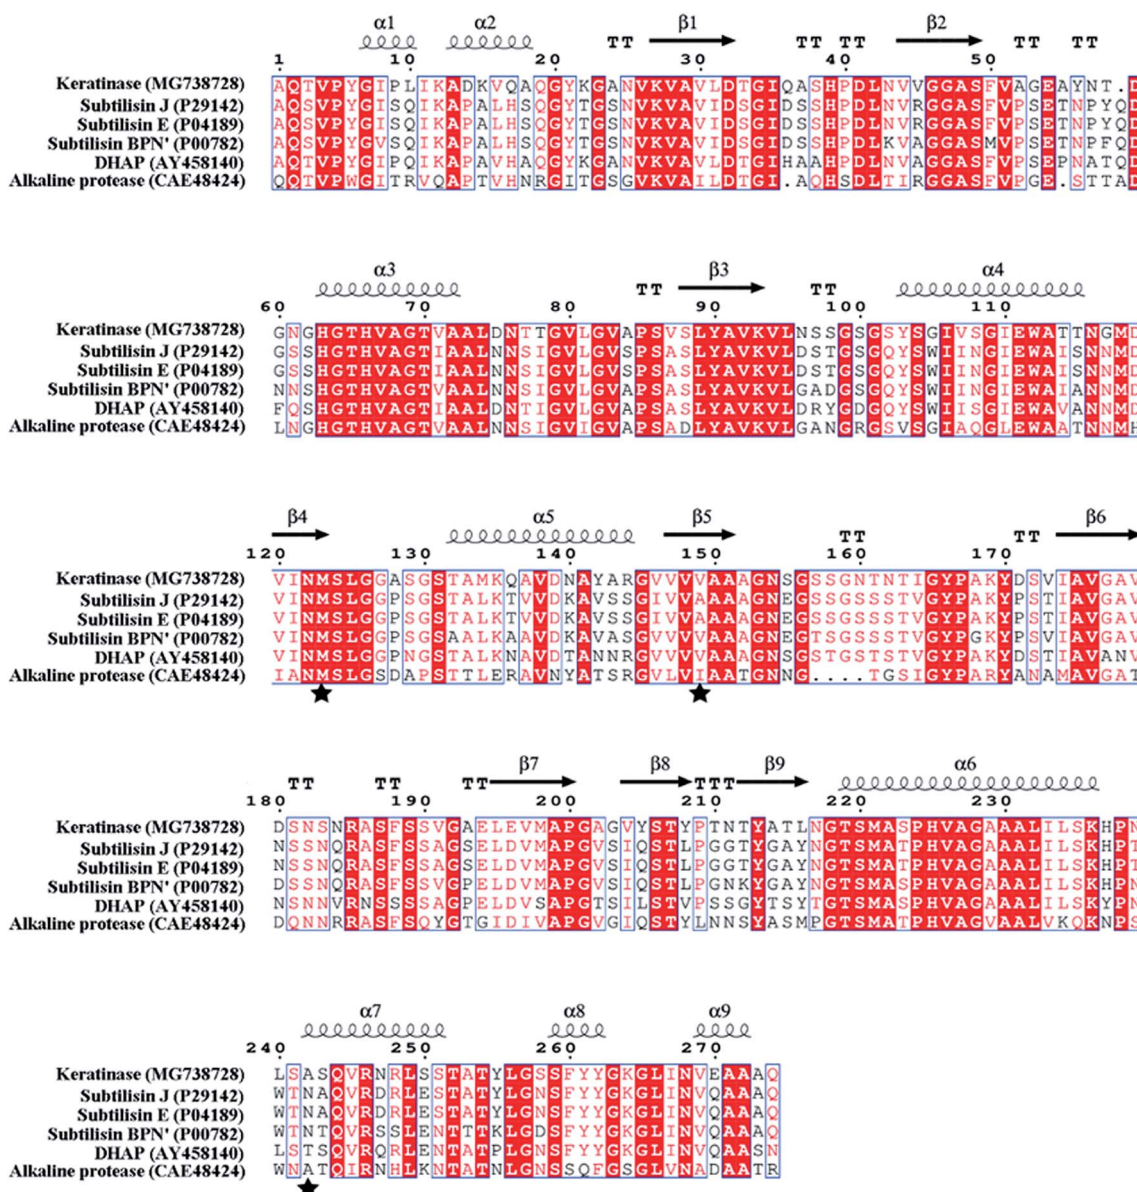 α1 α2 β1 β2
TT TT TT TT TT
1 10 20 30 40 50
Keratinase (MG738728) AQTVPYGIPLIKADKVQAQGYKGANVKVAVLDTGIQASHPDLNVVGGASFVAGEAYNT.D
Subtilisin J (P29142) AQSVPYGISQIKAPALHSQGYTGSNVKVAVIDSGIDSSHPDLNVRGGASFVPSETNPYQD
Subtilisin E (P04189) AQSVPYGISQIKAPALHSQGYTGSNVKVAVIDSGIDSSHPDLNVRGGASFVPSETNPYQD
Subtilisin BPN' (P00782) AQSVPYGVSQIKAPALHSQGYTGSNVKVAVIDSGIDSSHPDLKVAGGASMVPSETNPFQD
DHAP (AY458140) AQTVPYGIPQIKAPAVHAQGYKGANVKVAVLDTGIHAAHPDLNVAGGASFVPSEPNATQD
Alkaline protease (CAE48424) QQTVPWGITRVQAPTVHNRGITGSGVKVAILDTGI.AQHSDLTIRGGASFVPGE.STTAD
α3 β3 α4
TT TT
60 70 80 90 100 110
Keratinase (MG738728) GNGHGTHVAGTVAALDNTTGVLGVAPSVSLYAVKVLNSSGSGSYSGIVSGIEWATTNGMD
Subtilisin J (P29142) GSSHGTHVAGTIAALNNSIGVLGVSPSASLYAVKVLDSTGSGQYSWIINGIEWAISNNMD
Subtilisin E (P04189) GSSHGTHVAGTIAALNNSIGVLGVSPSASLYAVKVLDSTGSGQYSWIINGIEWAISNNMD
Subtilisin BPN' (P00782) NNSHGTHVAGTVAALNNSIGVLGVAPSASLYAVKVLGADGSGQYSWIINGIEWAIANNMD
DHAP (AY458140) FQSHGTHVAGTIAALDNTIGVLGVAPSASLYAVKVLDRYGDGQYSWIISGIEWAVANNMD
Alkaline protease (CAE48424) LNGHGTHVAGTVAALNNSIGVIGVAPSADLYAVKVLGANGRGSVSGIAQGLEWAATNNMH
β4 α5 β5 β6
TT TT
120 130 140 150 160 170
Keratinase (MG738728) VINMSLGGASGSTAMKQAVDNAYARGVVVVAAAGNSGSSGNTNTIGYPAKYDSVIAVGAV
Subtilisin J (P29142) VINMSLGGPSGSTALKTVVDKAVSSGIVVAAAAGNEGSSGSSSTVGYPAKYPSTIAVGAV
Subtilisin E (P04189) VINMSLGGPSGSTALKTVVDKAVSSGIVVVAAAGNEGSSGSSSTVGYPAKYPSTIAVGAV
Subtilisin BPN' (P00782) VINMSLGGPSGSAALKAAVDKAVASGVVVVAAAGNEGTSGSSSTVGYPGKYPSVIAVGAV
DHAP (AY458140) VINMSLGGPNGSTALKNAVDTANNRGVVVVAAAGNSGSTGSTSTVGYPAKYDSTIAVANV
Alkaline protease (CAE48424) IANMSLGSDAPSTTLERAVNYATSRGVLVIAATGNNG....TGSIGYPARYANAMAVGAT
β7 β8 β9 α6
TT TT TT TTT
180 190 200 210 220 230
Keratinase (MG738728) DSNSNRASFSSVGAELEVMAPGAGVYSTYPTNTYATLNGTSMASPHVAGAAALILSKHPN
Subtilisin J (P29142) NSSNQRASFSSAGSELDVMAPGVSIQSTLPGGTYGAYNGTSMATPHVAGAAALILSKHPT
Subtilisin E (P04189) NSSNQRASFSSAGSELDVMAPGVSIQSTLPGGTYGAYNGTSMATPHVAGAAALILSKHPT
Subtilisin BPN' (P00782) DSSNQRASFSSVGPELDVMAPGVSIQSTLPGNKYGAYNGTSMASPHVAGAAALILSKHPN
DHAP (AY458140) NSNNVRNSSSSAGPELDVSAPGTSILSTVPSSGYTSYTGTSMASPHVAGAAALILSKYPN
Alkaline protease (CAE48424) DQNNRRASFSQYGTGIDIVAPGVGVQSTYLNNSYASMPGTSMATPHVAGVAALVKQKNPS
α7 α8 α9
240 250 260 270
Keratinase (MG738728) LSASQVRNRLSSTATYLGSSFYYGKGLINVEAAAQ
Subtilisin J (P29142) WTNAQVRDRLESTATYLGNSFYYGKGLINVQAAAQ
Subtilisin E (P04189) WTNAQVRDRLESTATYLGNSFYYGKGLINVQAAAQ
Subtilisin BPN' (P00782) WTNTQVRSSLENTTTKLGDSFYYGKGLINVQAAAQ
DHAP (AY458140) LSTSQVRQRLENTATPLGNSFYYGKGLINVQAASN
Alkaline protease (CAE48424) WNATQIRNHLKNTATNLGNSSQFGSGLVNADAATR